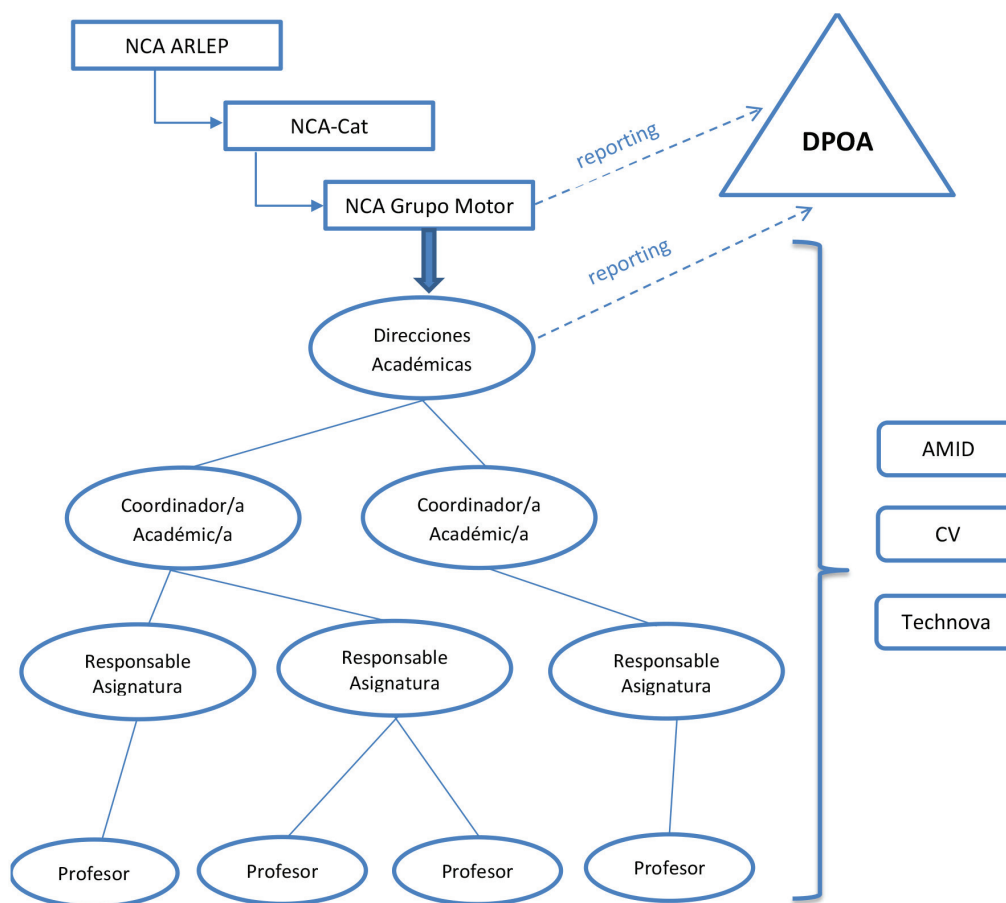 NCA ARLEP
NCA-Cat
NCA Grupo Motor
reporting
DPOA
reporting
Direcciones
Académicas
Coordinador/a
Académic/a
Coordinador/a
Académic/a
AMID
CV
Technova
Responsable
Asignatura
Responsable
Asignatura
Responsable
Asignatura
Profesor
Profesor
Profesor
Profesor